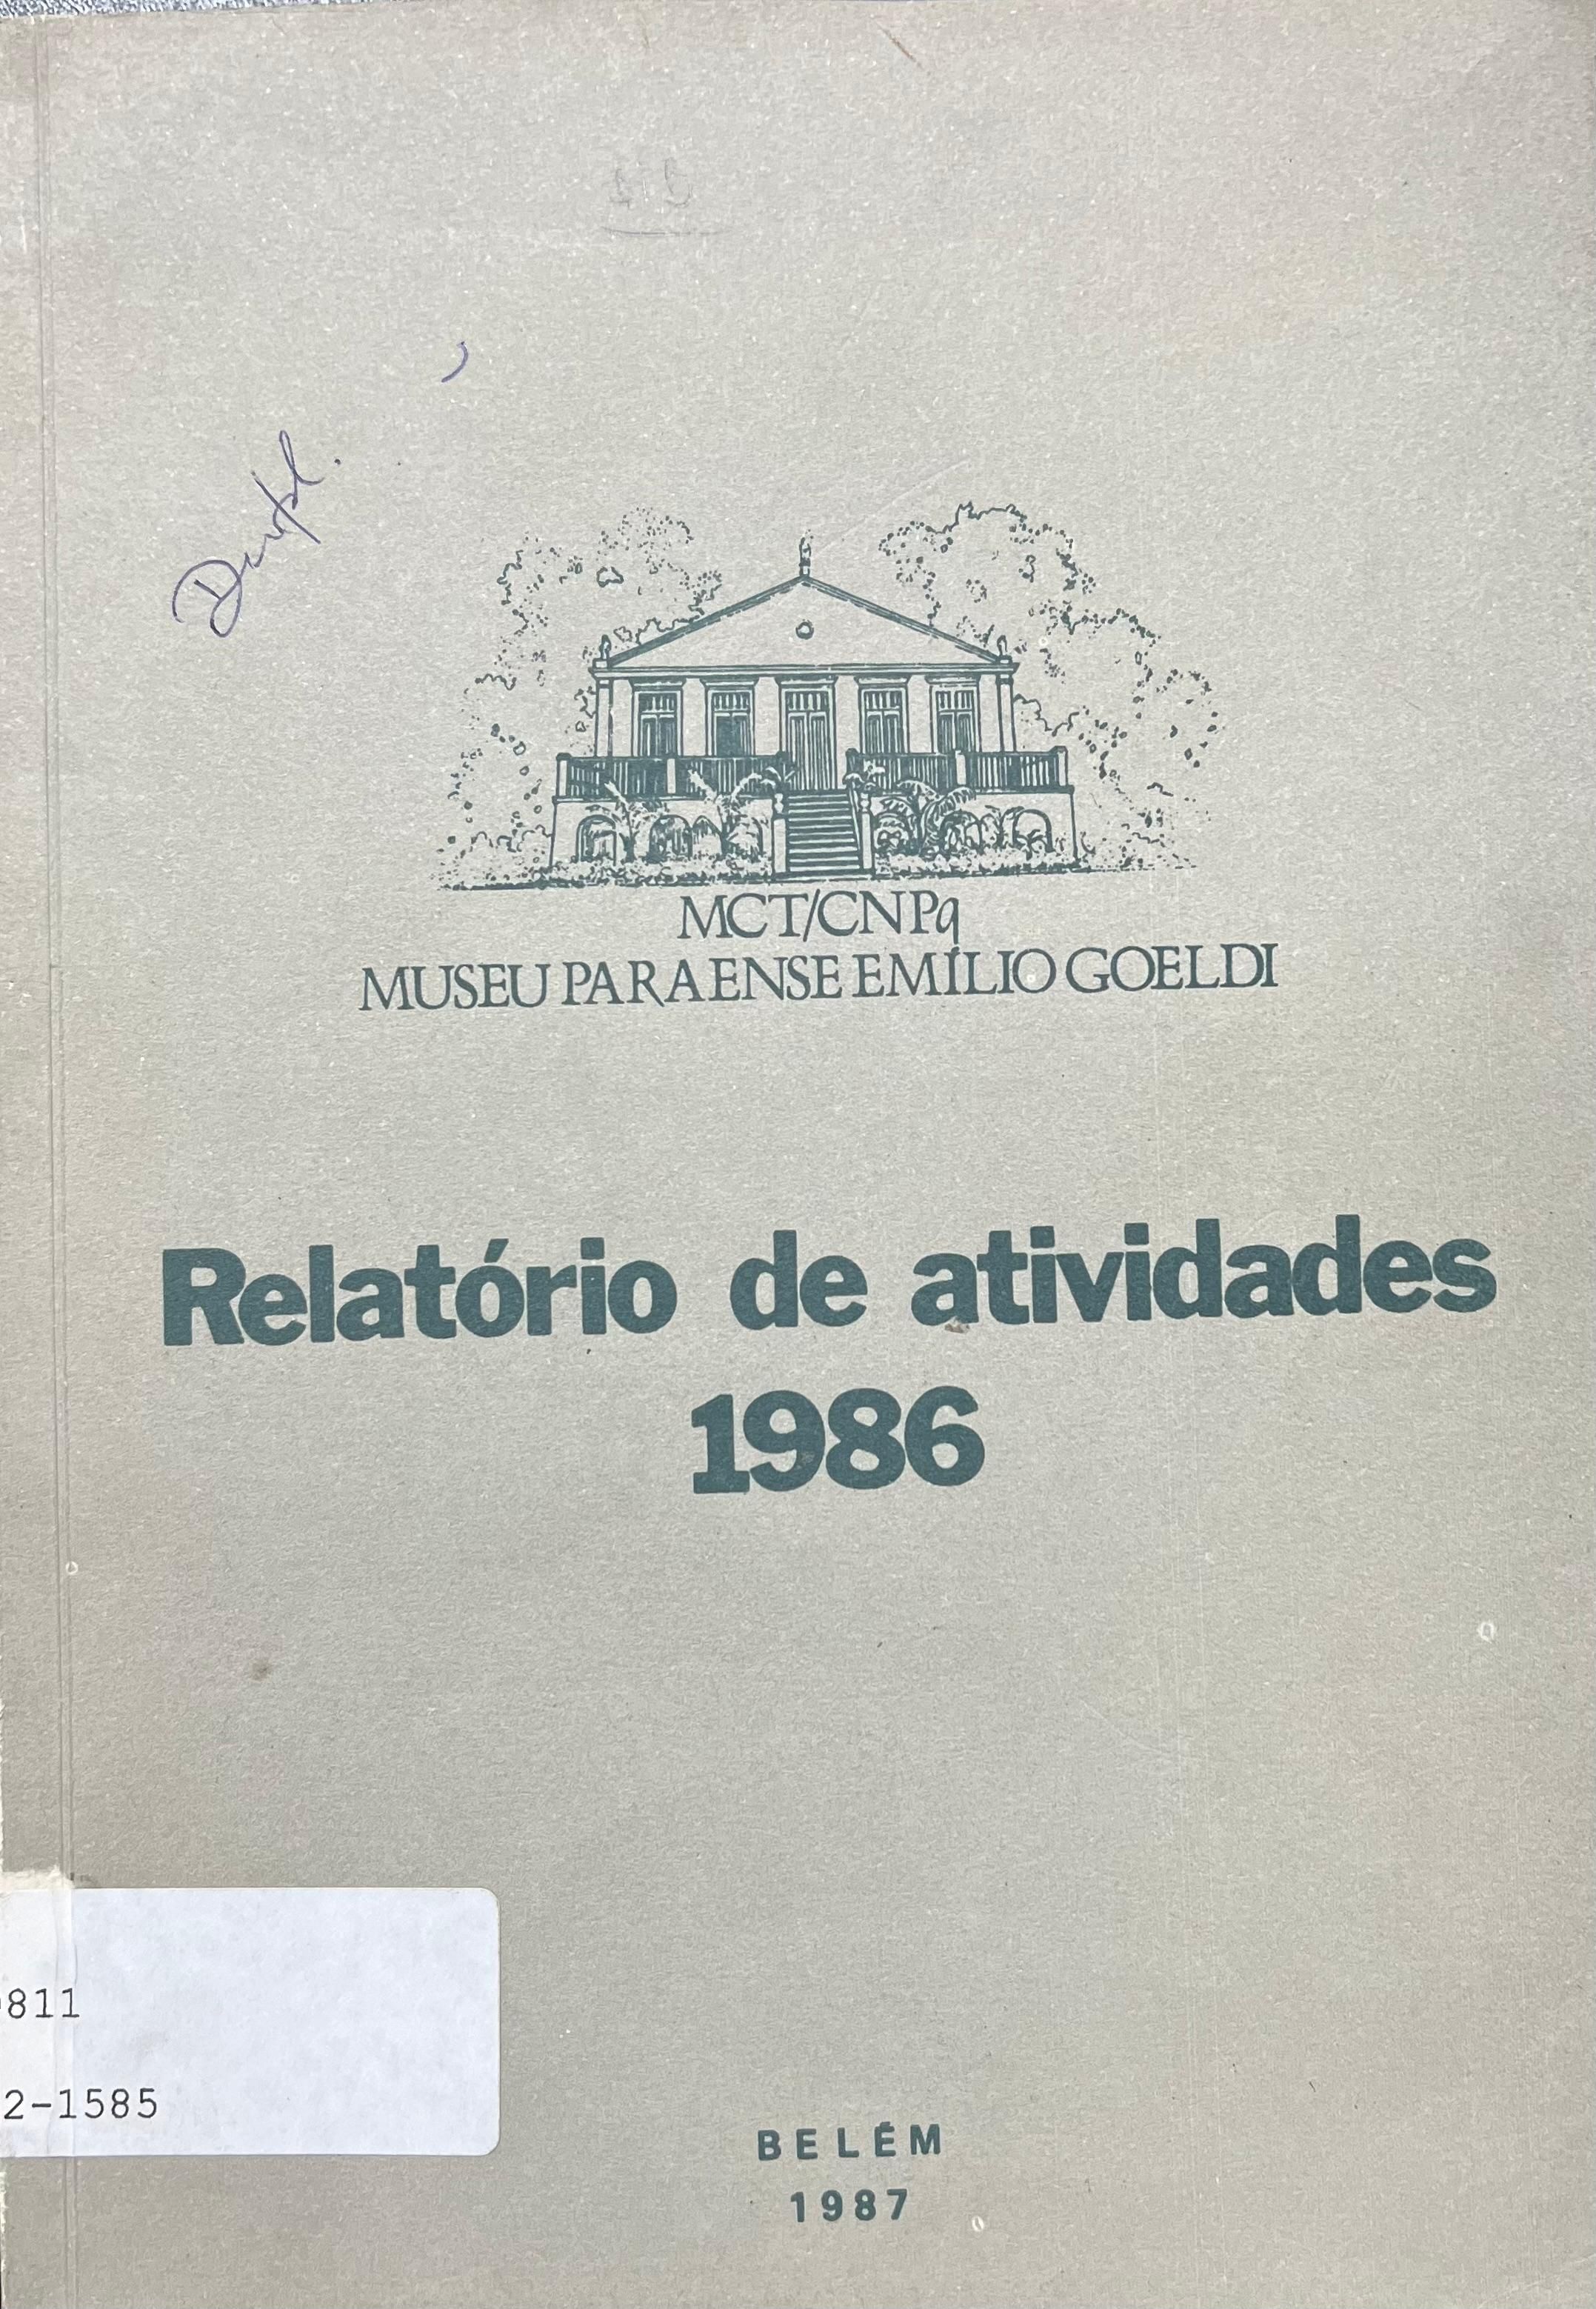 MCT/CNPq
MUSEU PARAENSE EMÍLIO GOELDI
Relatório de atividades
1986
811
2-1585
BELÉM
1987